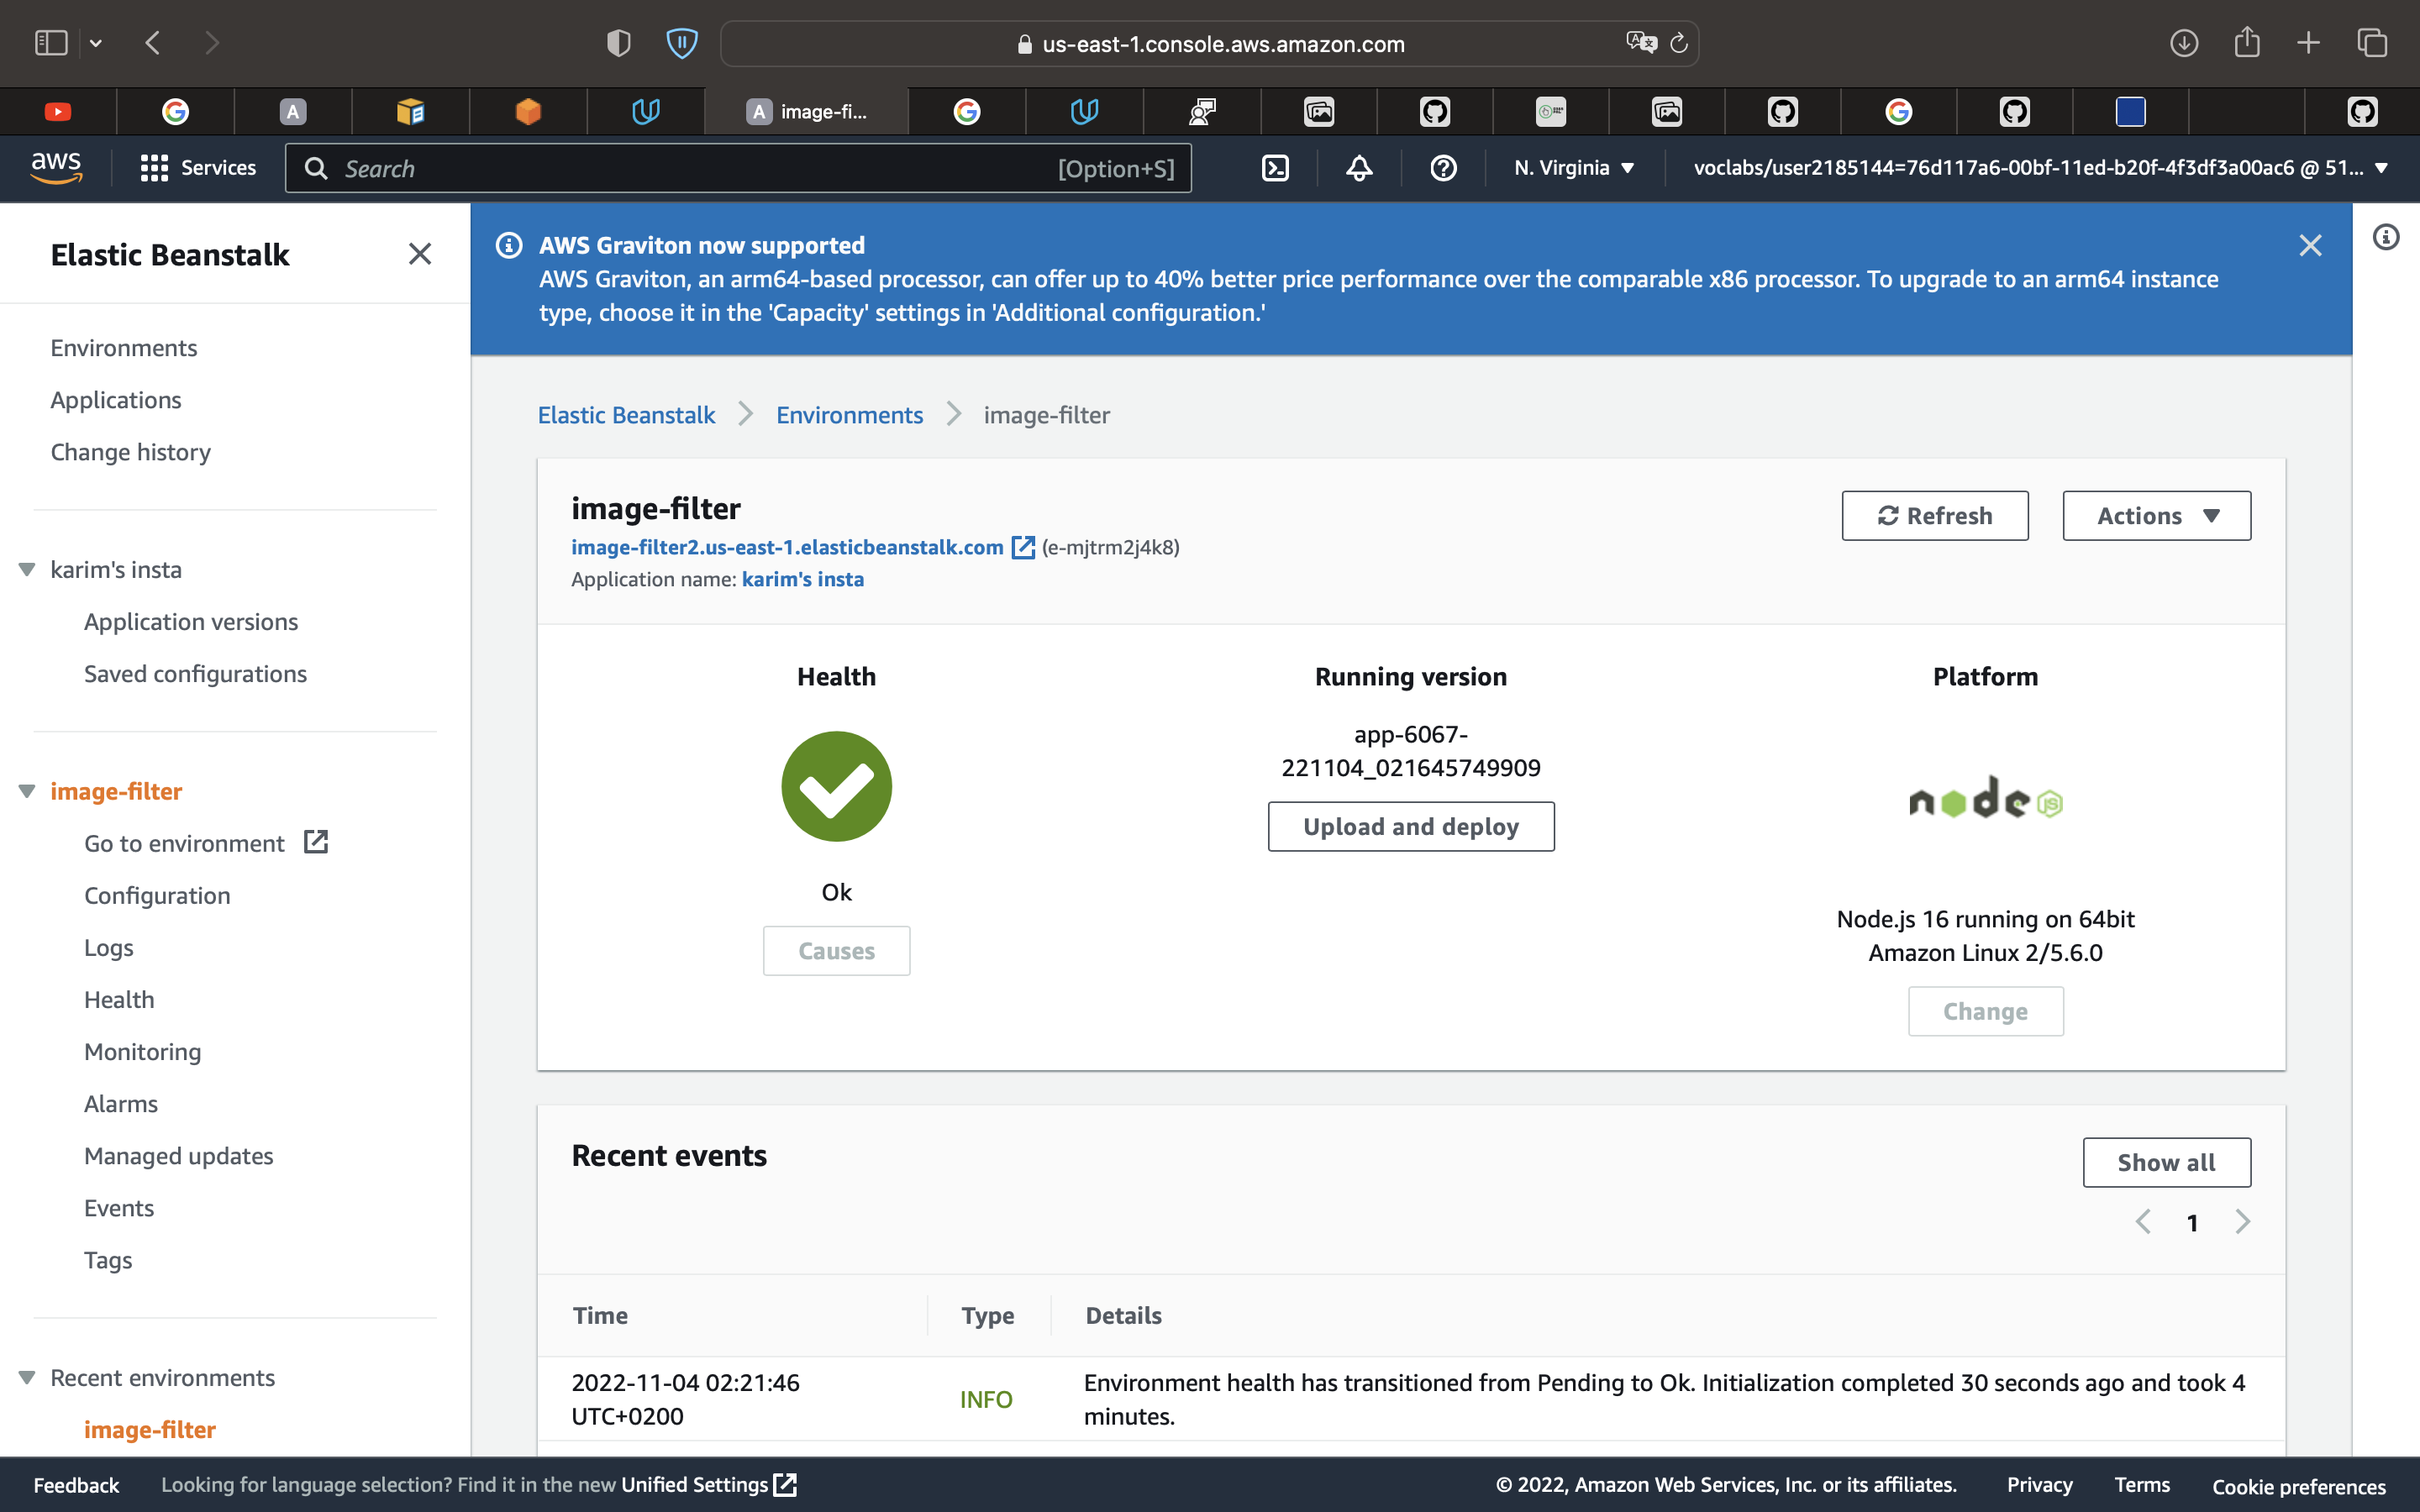 us-east-1.console.aws.amazon.com
A
A image-fi...
aws
Services
Search
[Option+S]
N. Virginia
voclabs/user2185144=76d117a6-00bf-11ed-b20f-4f3df3a00ac6 @ 51...
Elastic Beanstalk
Environments
Applications
Change history
karim's insta
Application versions
Saved configurations
image-filter
Go to environment
Configuration
Logs
Health
Monitoring
Alarms
Managed updates
Events
Tags
Recent environments
image-filter
AWS Graviton now supported
AWS Graviton, an arm64-based processor, can offer up to 40% better price performance over the comparable x86 processor. To upgrade to an arm64 instance
type, choose it in the 'Capacity' settings in 'Additional configuration.'
Elastic Beanstalk
Environments
image-filter
image-filter
image-filter2.us-east-1.elasticbeanstalk.com (e-mjtrm2j4k8)
Application name: karim's insta
Refresh
Actions
Health
Ok
Causes
Running version
app-6067-
221104_021645749909
Upload and deploy
Platform
node JS
Node.js 16 running on 64bit
Amazon Linux 2/5.6.0
Change
Recent events
Show all
1
Time
Type
Details
2022-11-04 02:21:46
UTC+0200
INFO
Environment health has transitioned from Pending to Ok. Initialization completed 30 seconds ago and took 4
minutes.
Feedback
Looking for language selection? Find it in the new Unified Settings
© 2022, Amazon Web Services, Inc. or its affiliates.
Privacy
Terms
Cookie preferences